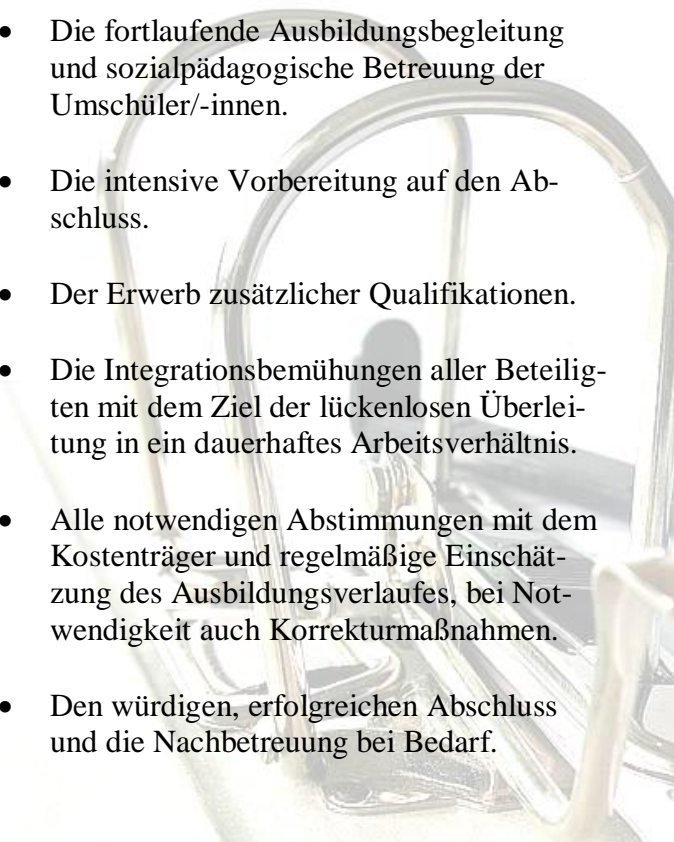 • Die fortlaufende Ausbildungsbegleitung
und sozialpädagogische Betreuung der
Umschüler/-innen.
• Die intensive Vorbereitung auf den Ab-
schluss.
• Der Erwerb zusätzlicher Qualifikationen.
• Die Integrationsbemühungen aller Beteilig-
ten mit dem Ziel der lückenlosen Überlei-
tung in ein dauerhaftes Arbeitsverhältnis.
• Alle notwendigen Abstimmungen mit dem
Kostenträger und regelmäßige Einschät-
zung des Ausbildungsverlaufes, bei Not-
wendigkeit auch Korrekturmaßnahmen.
• Den würdigen, erfolgreichen Abschluss
und die Nachbetreuung bei Bedarf.